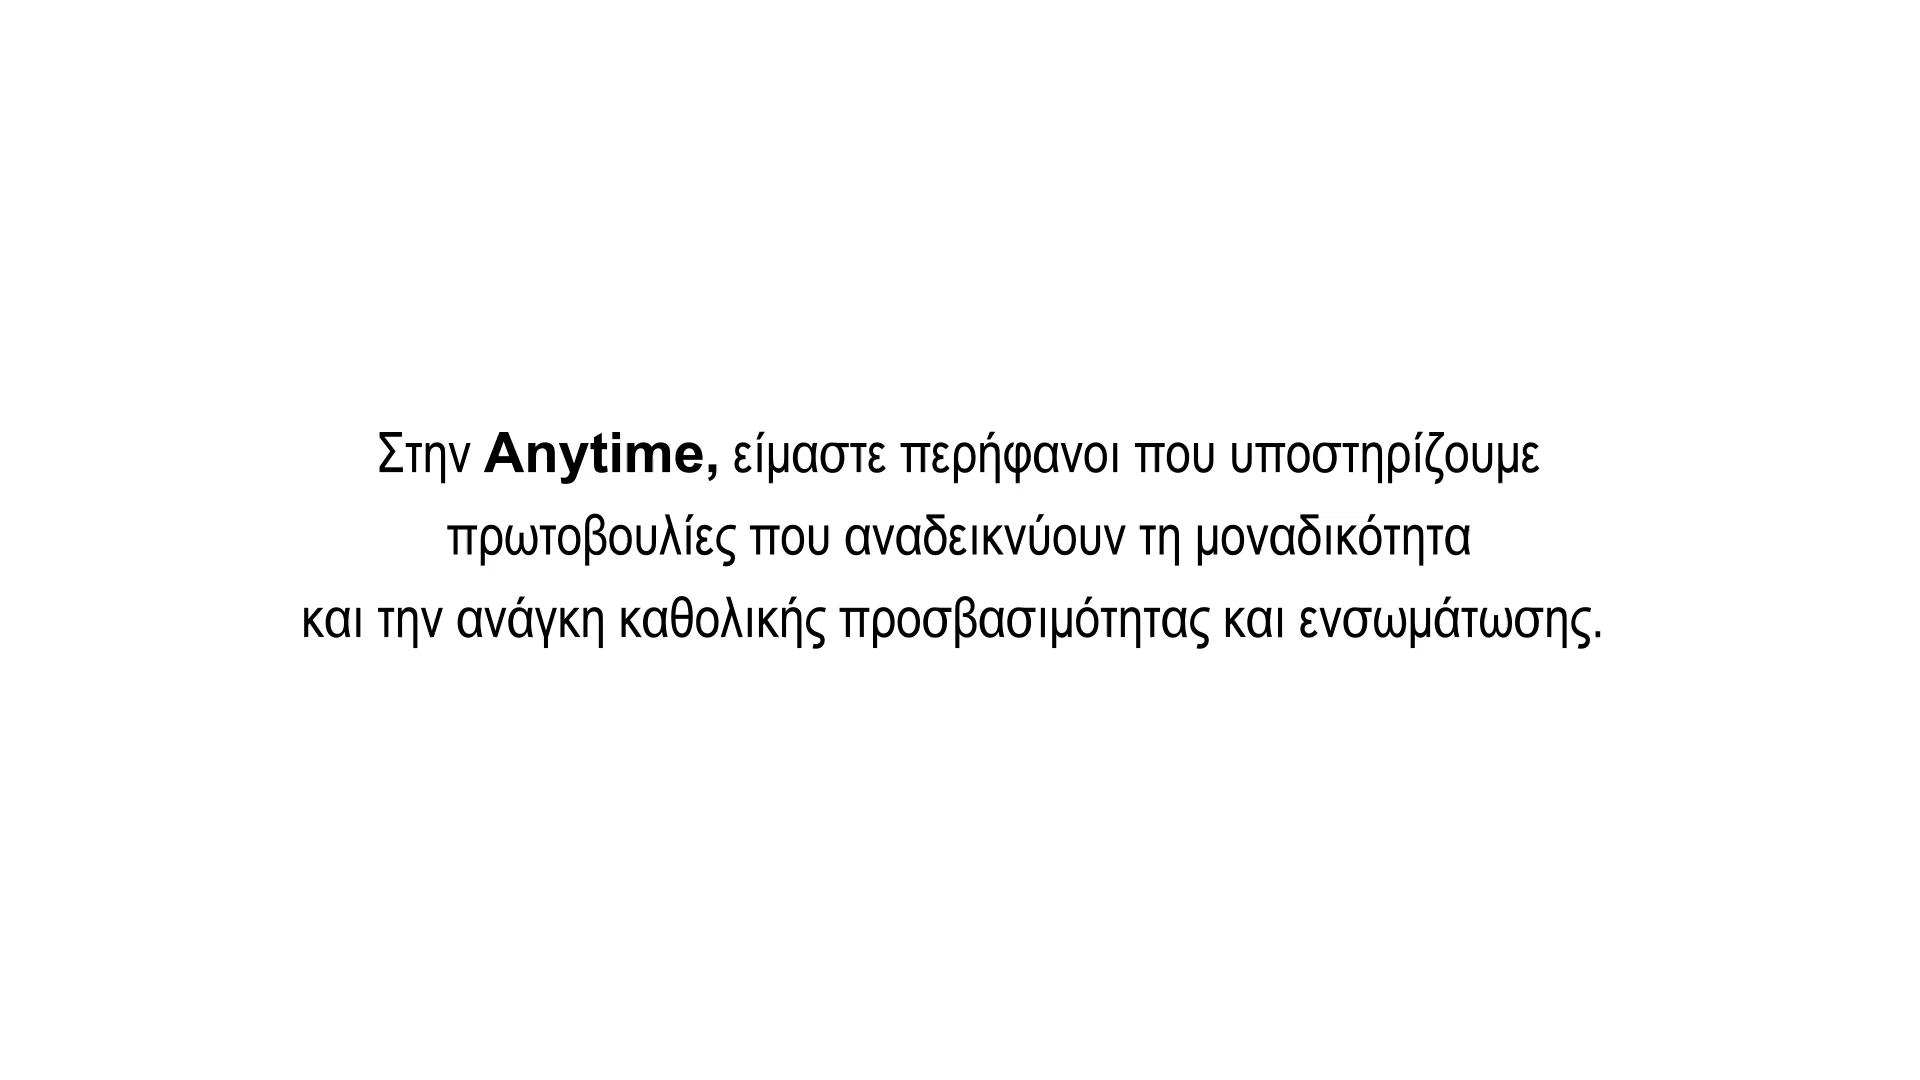 Στην Anytime, είμαστε περήφανοι που υποστηρίζουμε
πρωτοβουλίες που αναδεικνύουν τη μοναδικότητα
και την ανάγκη καθολικής προσβασιμότητας και ενσωμάτωσης.